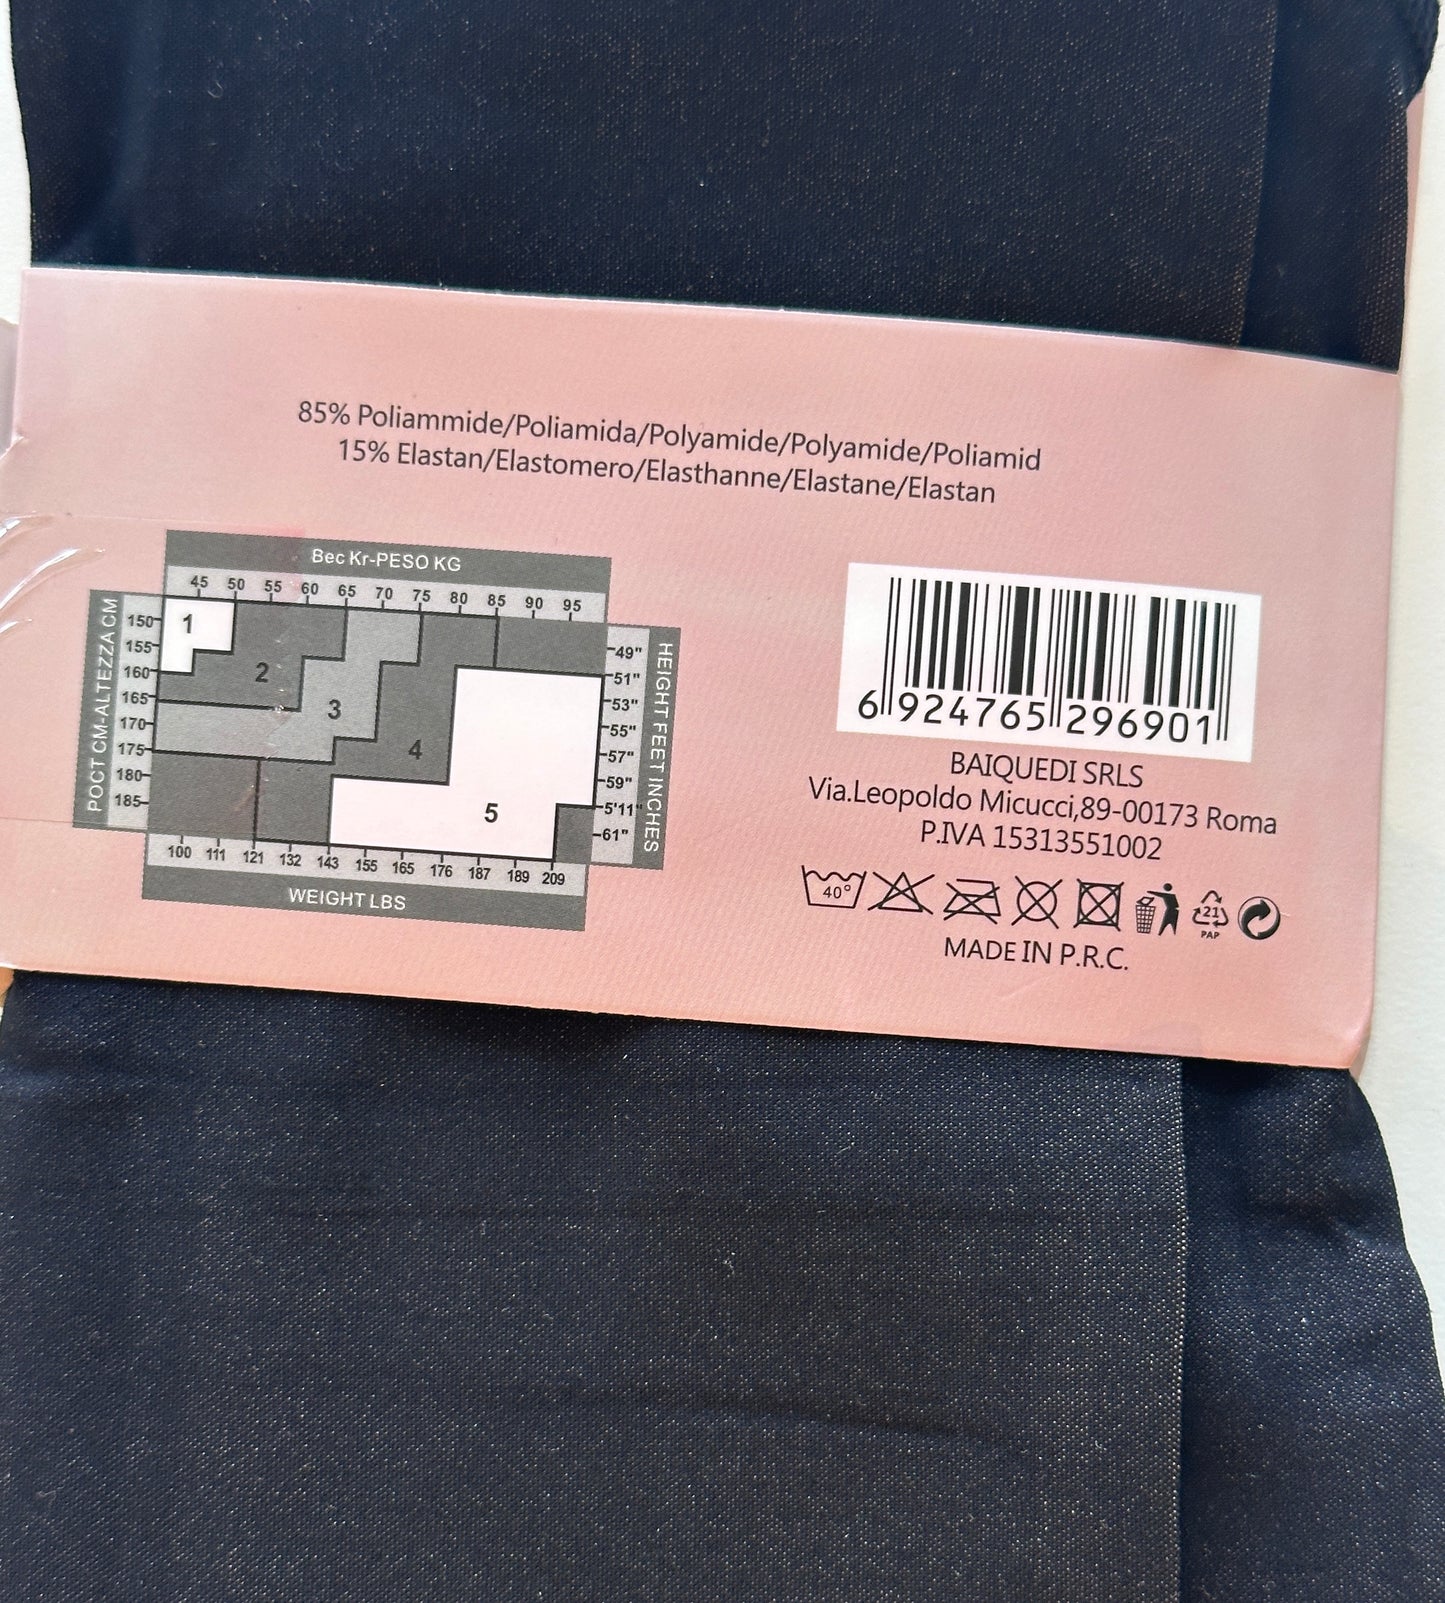 85% Poliammide/Poliamida/Polyamide/Polyamide/Poliamid
15% Elastan/Elastomero/Elasthanne/Elastane/Elastan
Вес Кг-PESO KG
45 50 55 60 65 70 75 80 85 90 95
РОСТ СМ-ALTEZZA CM
150
155
160
165
170
175
180
185
1
2
3
4
5
49"
51"
53"
55"
57"
59"
5'11"
61"
HEIGHT FEET INCHES
100 111 121 132 143 155 165 176 187 189 209
WEIGHT LBS
6 924765 296901
BAIQUEDI SRLS
Via.Leopoldo Micucci,89-00173 Roma
P.IVA 15313551002
40°
21
PAP
MADE IN P.R.C.